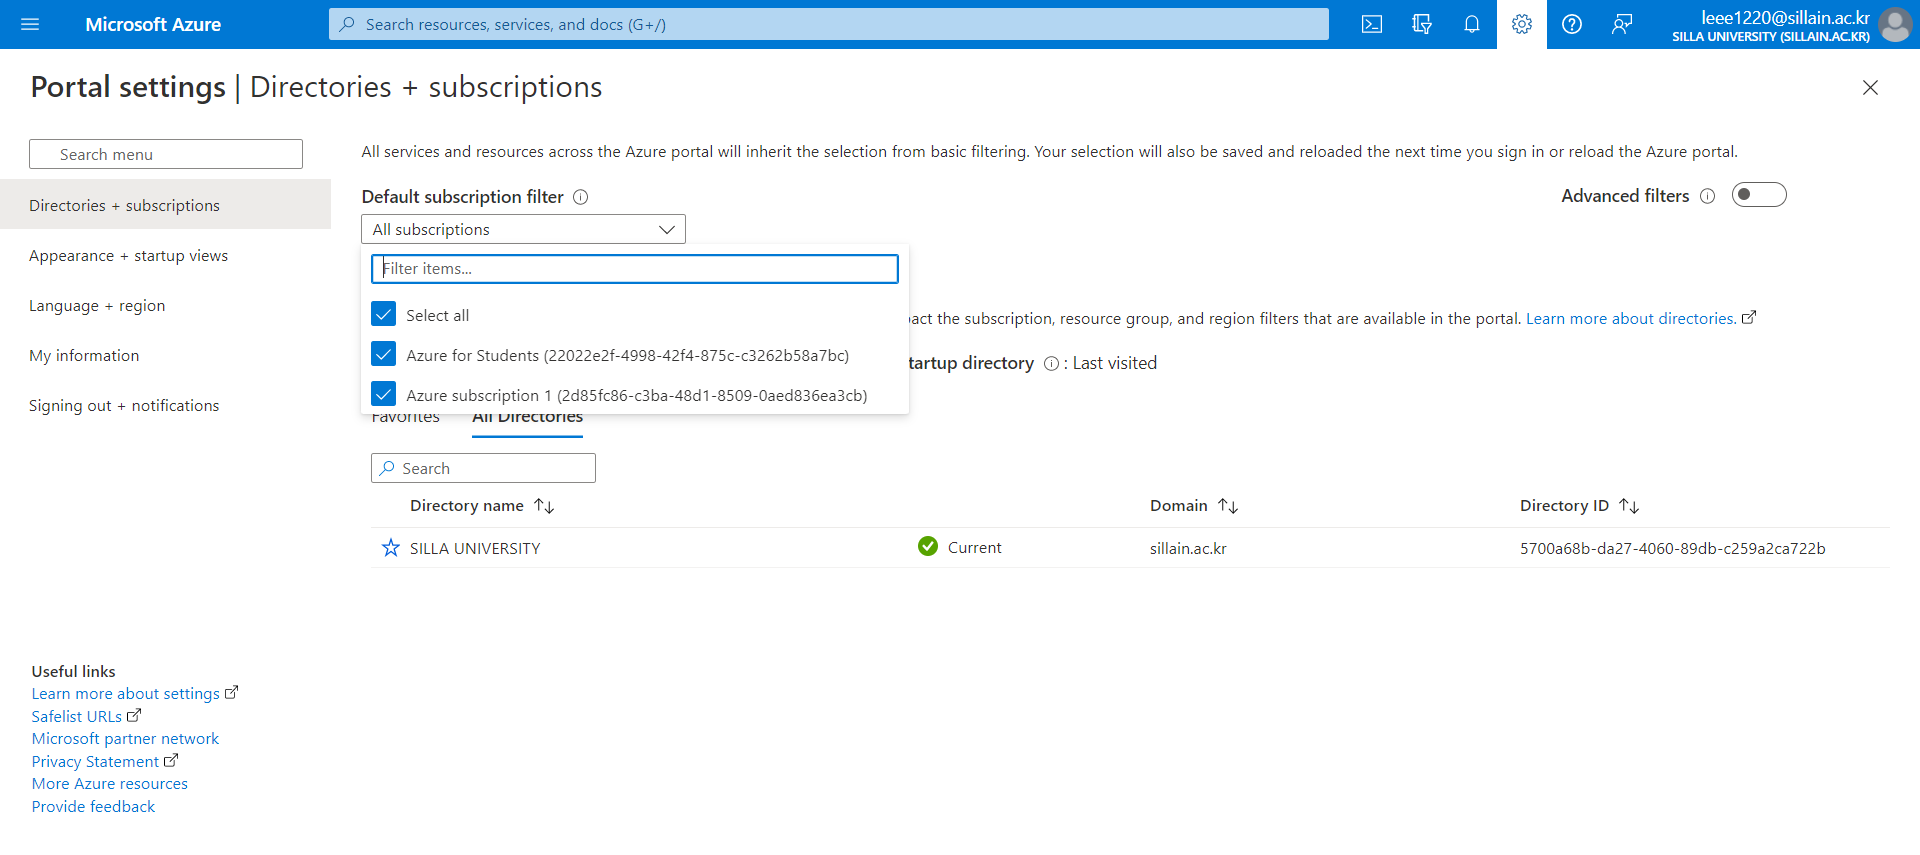 Microsoft Azure
Search resources, services, and docs (G+/)
leee1220@sillain.ac.kr
SILLA UNIVERSITY (SILLAIN.AC.KR)
Portal settings | Directories + subscriptions
Search menu
Directories + subscriptions
Appearance + startup views
Language + region
My information
Signing out + notifications
All services and resources across the Azure portal will inherit the selection from basic filtering. Your selection will also be saved and reloaded the next time you sign in or reload the Azure portal.
Default subscription filter
Advanced filters
All subscriptions
Filter items...
Select all
Azure for Students (22022e2f-4998-42f4-875c-c3262b58a7bc)
Azure subscription 1 (2d85fc86-c3ba-48d1-8509-0aed836ea3cb)
pact the subscription, resource group, and region filters that are available in the portal. Learn more about directories.
tartup directory : Last visited
Favorites All Directories
Search
Directory name Domain Directory ID
SILLA UNIVERSITY Current sillain.ac.kr 5700a68b-da27-4060-89db-c259a2ca722b
Useful links
Learn more about settings
Safelist URLs
Microsoft partner network
Privacy Statement
More Azure resources
Provide feedback